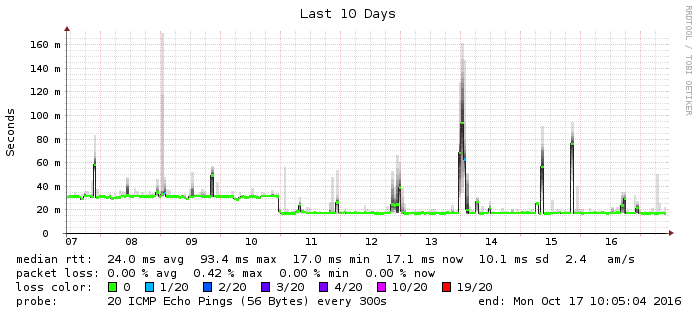 Last 10 Days
RRDTOOL / TOBI OETIKER
Seconds
160 m
140 m
120 m
100 m
80 m
60 m
40 m
20 m
0
07 08 09 10 11 12 13 14 15 16
median rtt: 24.0 ms avg 93.4 ms max 17.0 ms min 17.1 ms now 10.1 ms sd 2.4 am/s
packet loss: 0.00 % avg 0.42 % max 0.00 % min 0.00 % now
loss color: 0 1/20 2/20 3/20 4/20 10/20 19/20
probe: 20 ICMP Echo Pings (56 Bytes) every 300s end: Mon Oct 17 10:05:04 2016